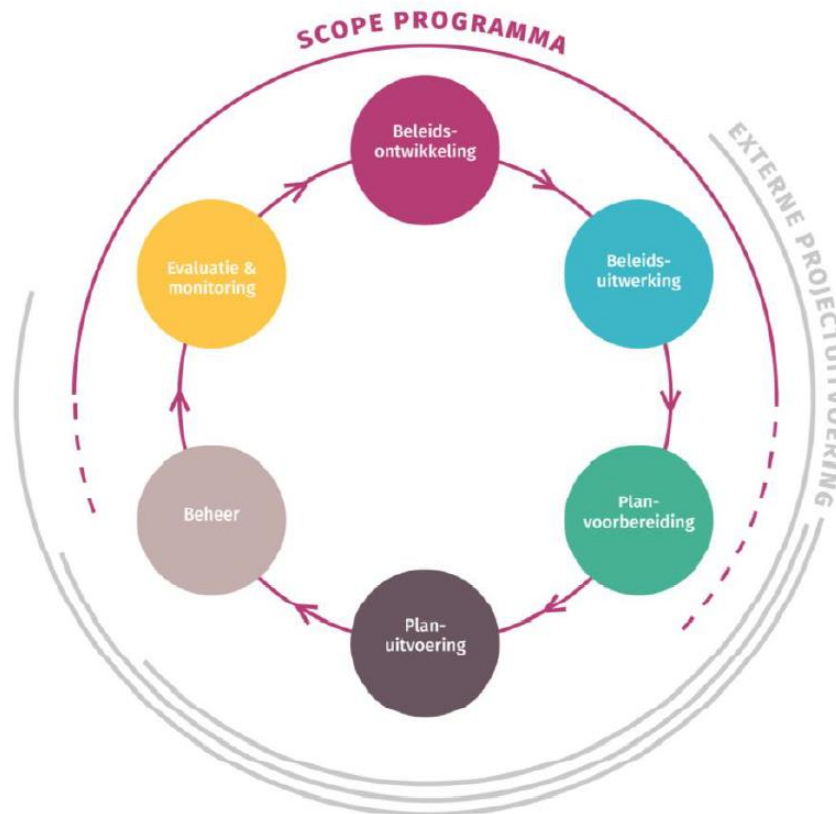 SCOPE PROGRAMMA
Beleids-
ontwikkeling
EXTERNE PROJECTUITVOERING
Evaluatie &
monitoring
Beleids-
uitwerking
Beheer
Plan-
voorbereiding
Plan-
uitvoering